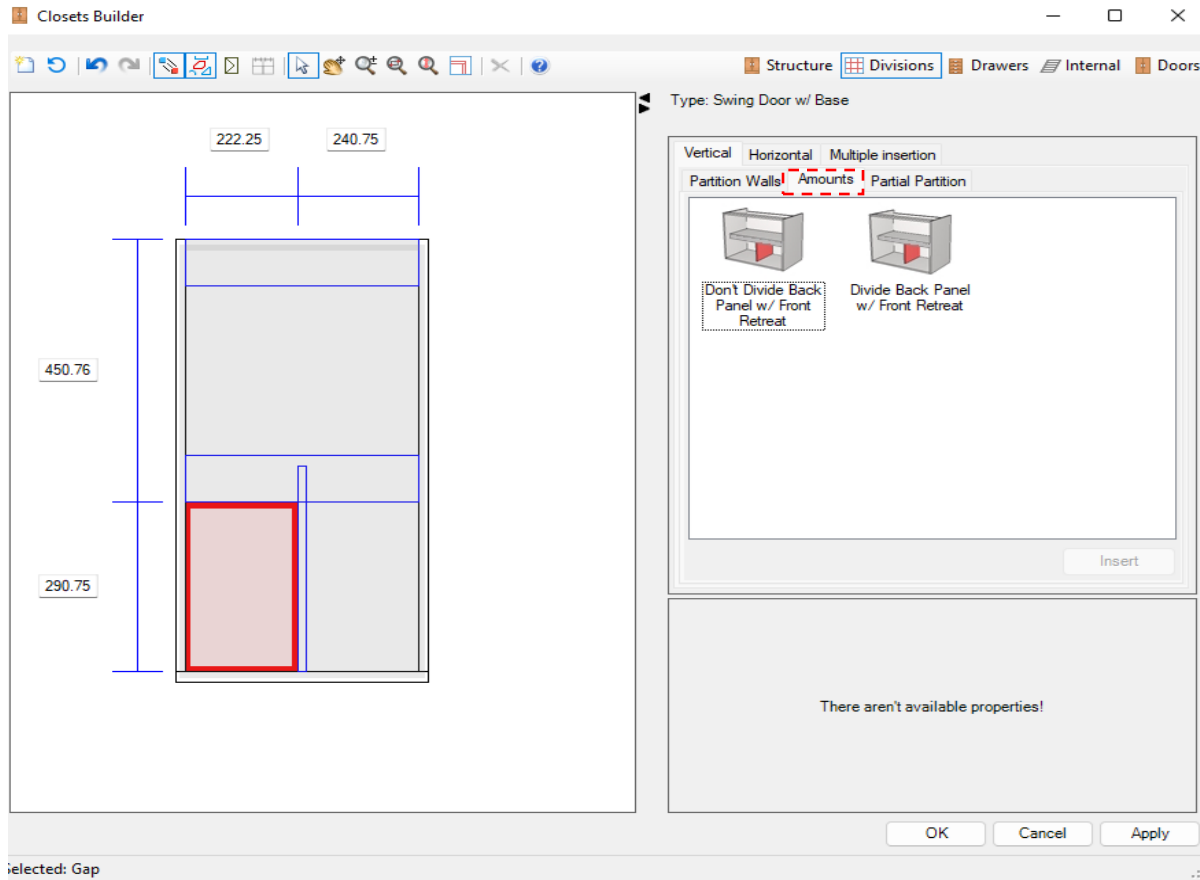 Closets Builder
Structure
Divisions
Drawers
Internal
Doors
Type: Swing Door w/ Base
222.25
240.75
Vertical
Horizontal
Multiple insertion
Partition Walls
Amounts
Partial Partition
Don't Divide Back
Panel w/ Front
Retreat
Divide Back Panel
w/ Front Retreat
450.76
290.75
Insert
There aren't available properties!
OK
Cancel
Apply
Selected: Gap